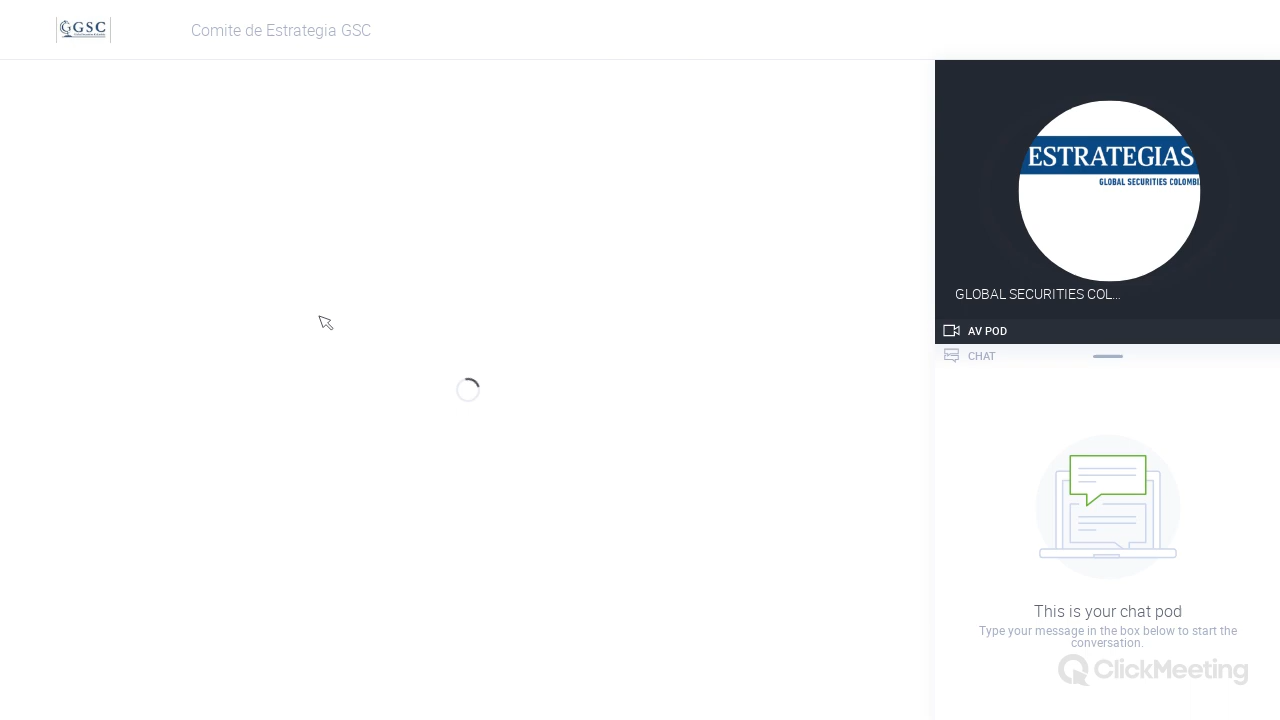 GGSC
Comite de Estrategia GSC
ESTRATEGIAS
GLOBAL SECURITIES COLOMBI
GLOBAL SECURITIES COL...
AV POD
CHAT
This is your chat pod
Type your message in the box below to start the
conversation.
ClickMeeting